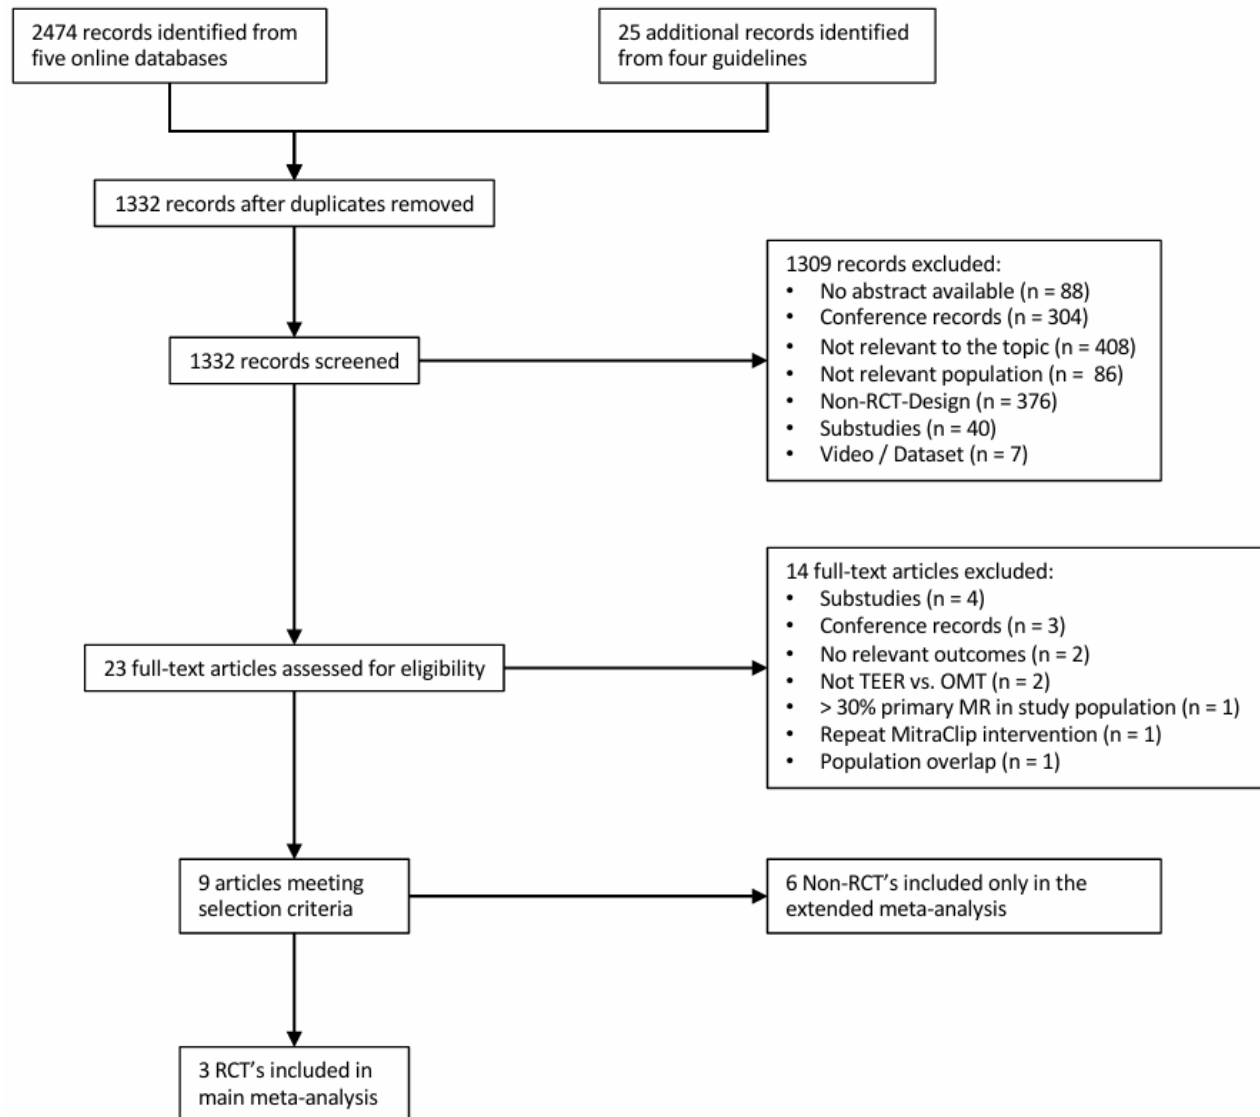 2474 records identified from
five online databases
25 additional records identified
from four guidelines
1332 records after duplicates removed
1309 records excluded:
• No abstract available (n = 88)
• Conference records (n = 304)
• Not relevant to the topic (n = 408)
• Not relevant population (n =  86)
• Non-RCT-Design (n = 376)
• Substudies (n = 40)
• Video / Dataset (n = 7)
1332 records screened
14 full-text articles excluded:
• Substudies (n = 4)
• Conference records (n = 3)
• No relevant outcomes (n = 2)
• Not TEER vs. OMT (n = 2)
• > 30% primary MR in study population (n = 1)
• Repeat MitraClip intervention (n = 1)
• Population overlap (n = 1)
23 full-text articles assessed for eligibility
9 articles meeting
selection criteria
6 Non-RCT's included only in the
extended meta-analysis
3 RCT's included in
main meta-analysis